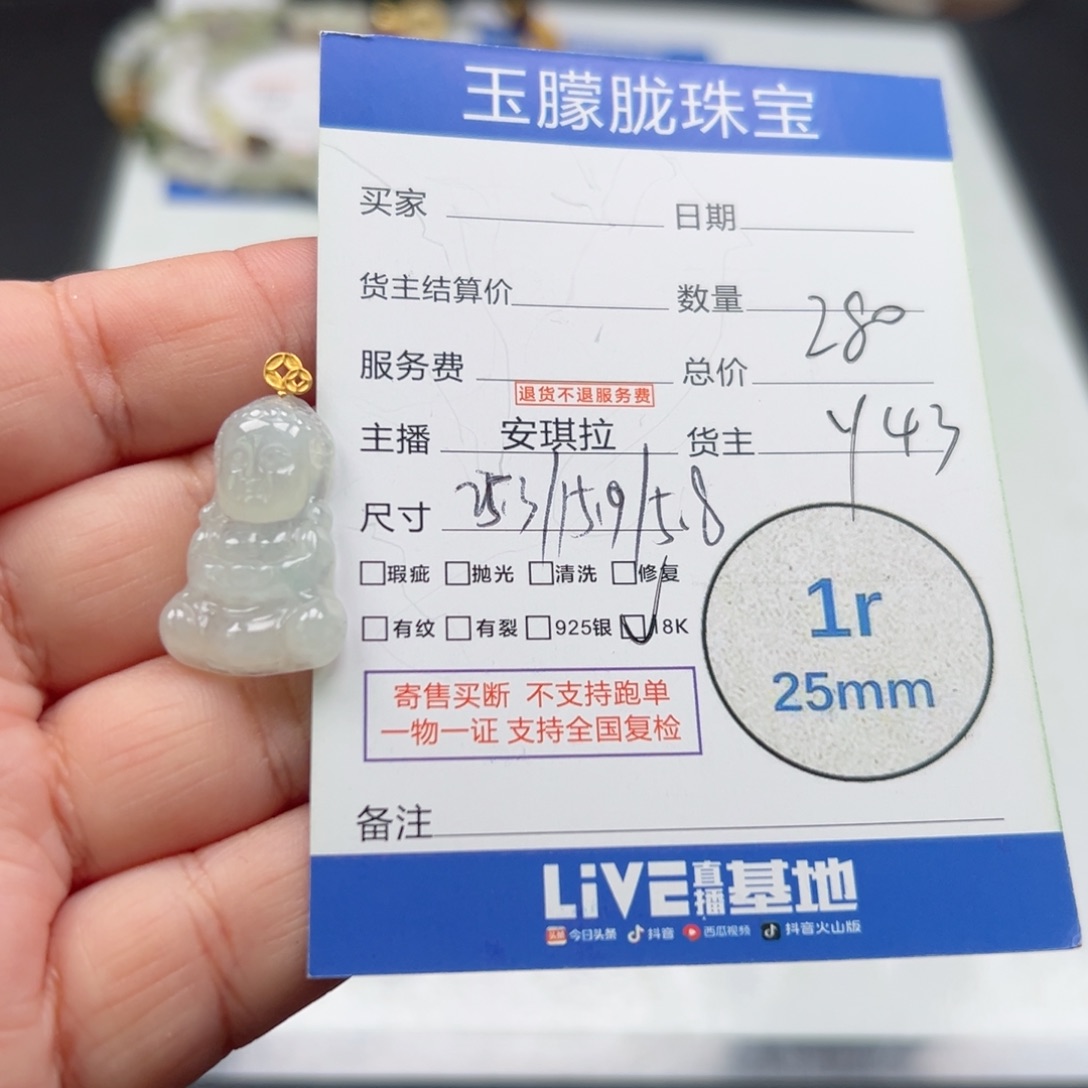 玉朦胧珠宝
买家 日期
货主结算价 数量 280
服务费 总价
退货不退服务费
主播 安琪拉 货主 Y43
尺寸 25.3/15.9/5.8
瑕疵 抛光 清洗 修复
有纹 有裂 925银 18K
1r
25mm
寄售买断 不支持跑单
一物一证 支持全国复检
备注
LiVE直播基地
头条 今日头条 抖音 西瓜视频 抖音火山版